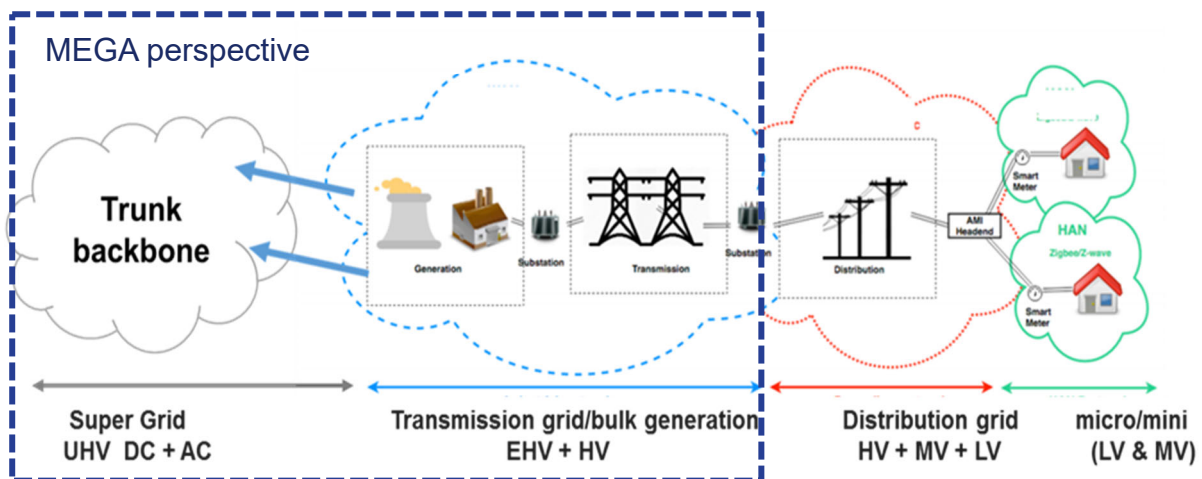 MEGA perspective
Trunk
backbone
Generation
Substation
Transmission
Substation
Distribution
AMI
Headend
Smart
Meter
HAN
Zigbee/Z-wave
Smart
Meter
Super Grid
UHV DC + AC
Transmission grid/bulk generation
EHV + HV
Distribution grid
HV + MV + LV
micro/mini
(LV & MV)